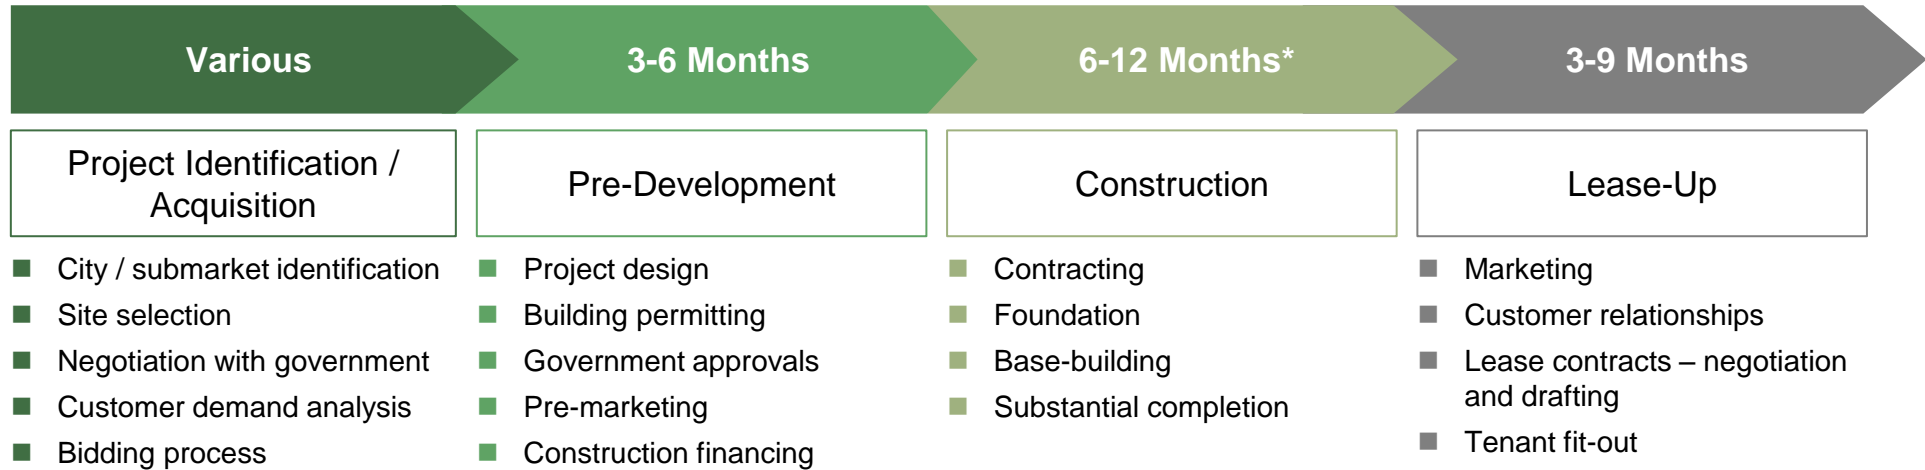 Various
3-6 Months
6-12 Months*
3-9 Months
Project Identification /
Acquisition
Pre-Development
Construction
Lease-Up
City / submarket identification
Site selection
Negotiation with government
Customer demand analysis
Bidding process
Project design
Building permitting
Government approvals
Pre-marketing
Construction financing
Contracting
Foundation
Base-building
Substantial completion
Marketing
Customer relationships
Lease contracts – negotiation
and drafting
Tenant fit-out